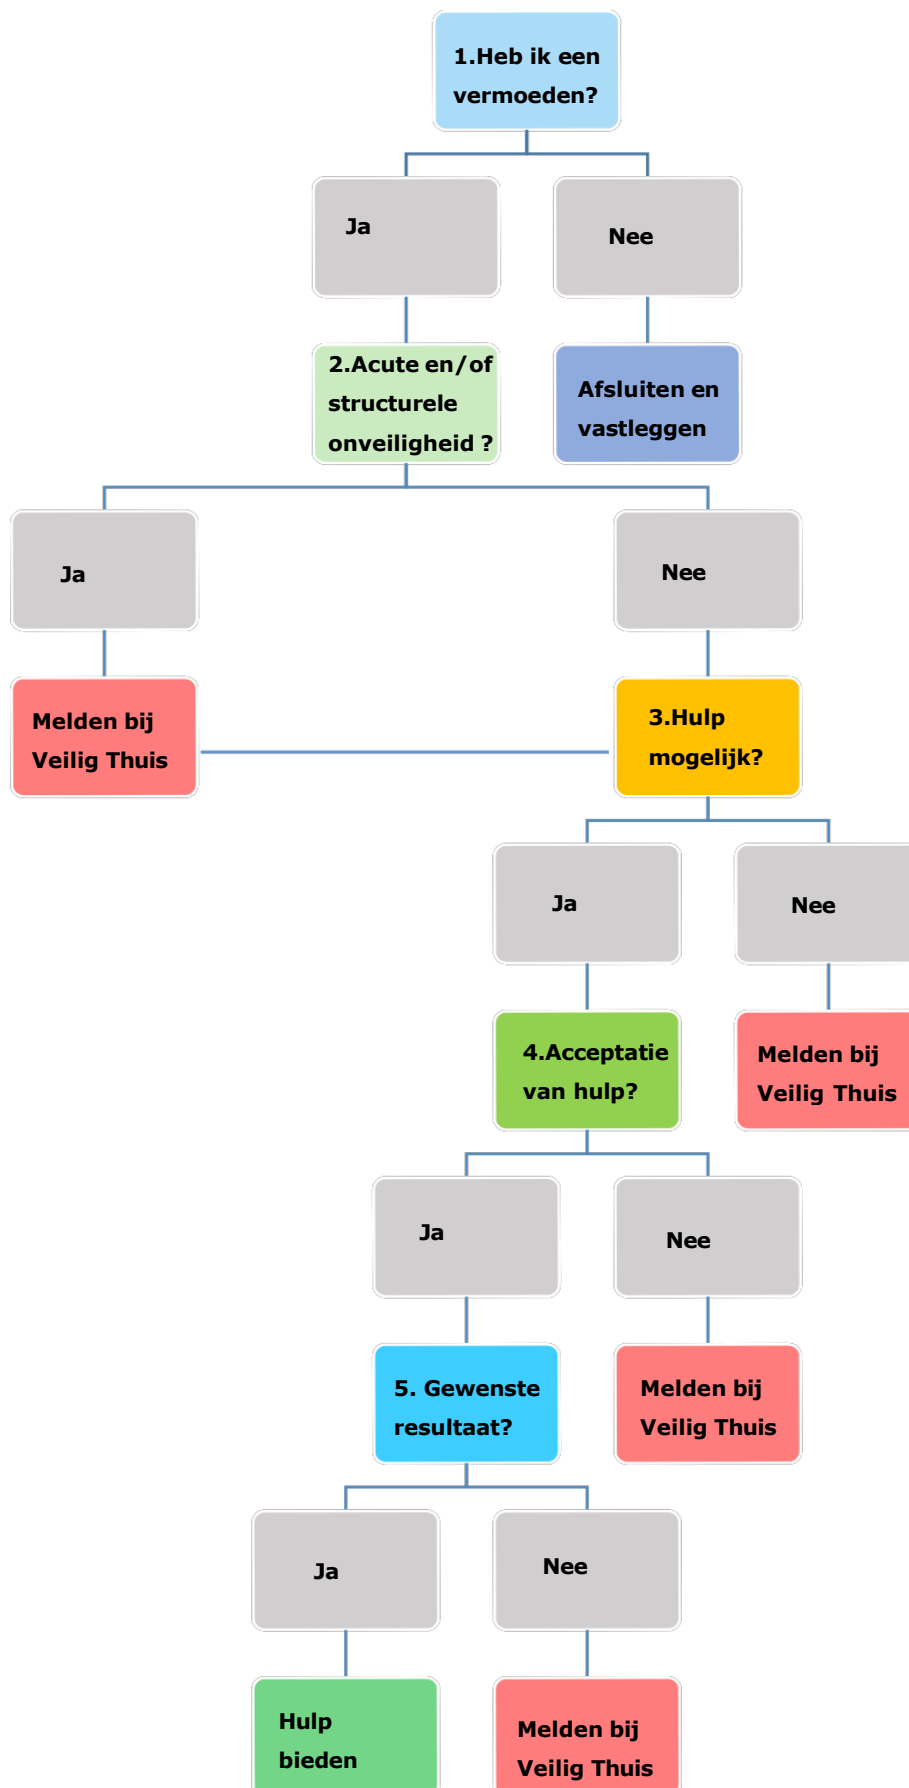 1.Heb ik een
vermoeden?
Ja
Nee
2.Acute en/of
structurele
onveiligheid ?
Afsluiten en
vastleggen
Ja
Nee
Melden bij
Veilig Thuis
3.Hulp
mogelijk?
Ja
Nee
4.Acceptatie
van hulp?
Melden bij
Veilig Thuis
Ja
Nee
5. Gewenste
resultaat?
Melden bij
Veilig Thuis
Ja
Nee
Hulp
bieden
Melden bij
Veilig Thuis